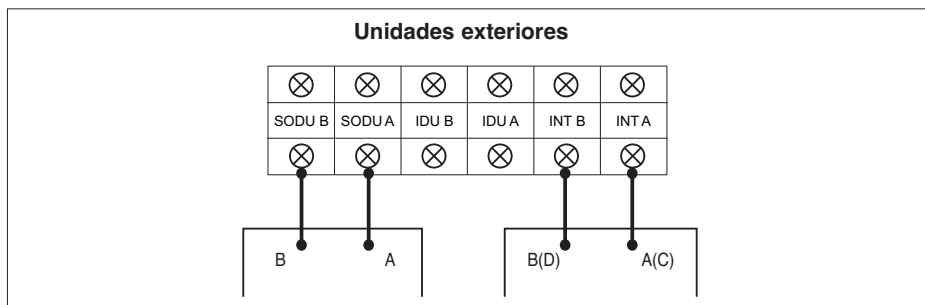 Unidades exteriores
SODU B SODU A IDU B IDU A INT B INT A
B A B(D) A(C)